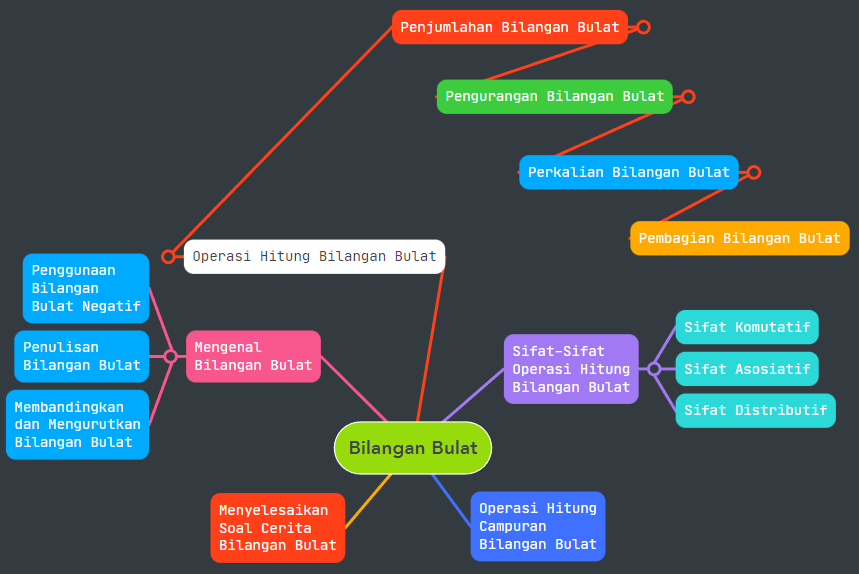 Penjumlahan Bilangan Bulat
Pengurangan Bilangan Bulat
Perkalian Bilangan Bulat
Pembagian Bilangan Bulat
Operasi Hitung Bilangan Bulat
Penggunaan
Bilangan
Bulat Negatif
Penulisan
Bilangan Bulat
Membandingkan
dan Mengurutkan
Bilangan Bulat
Mengenal
Bilangan Bulat
Sifat-Sifat
Operasi Hitung
Bilangan Bulat
Sifat Komutatif
Sifat Asosiatif
Sifat Distributif
Bilangan Bulat
Menyelesaikan
Soal Cerita
Bilangan Bulat
Operasi Hitung
Campuran
Bilangan Bulat